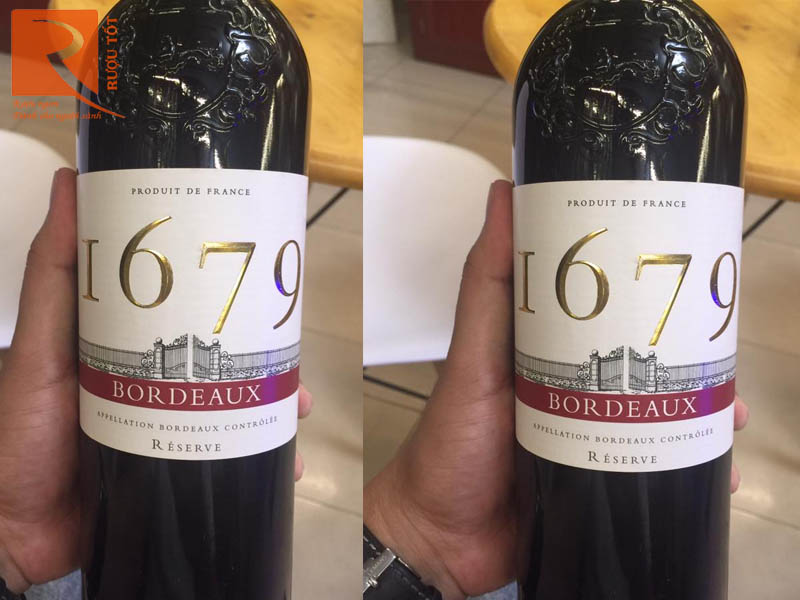 RƯỢU TỐT
PRODUIT DE FRANCE
1679
BORDEAUX
APPELLATION BORDEAUX CONTRÔLÉE
RÉSERVE
PRODUIT DE FRANCE
1679
BORDEAUX
APPELLATION BORDEAUX CONTRÔLÉE
RÉSERVE